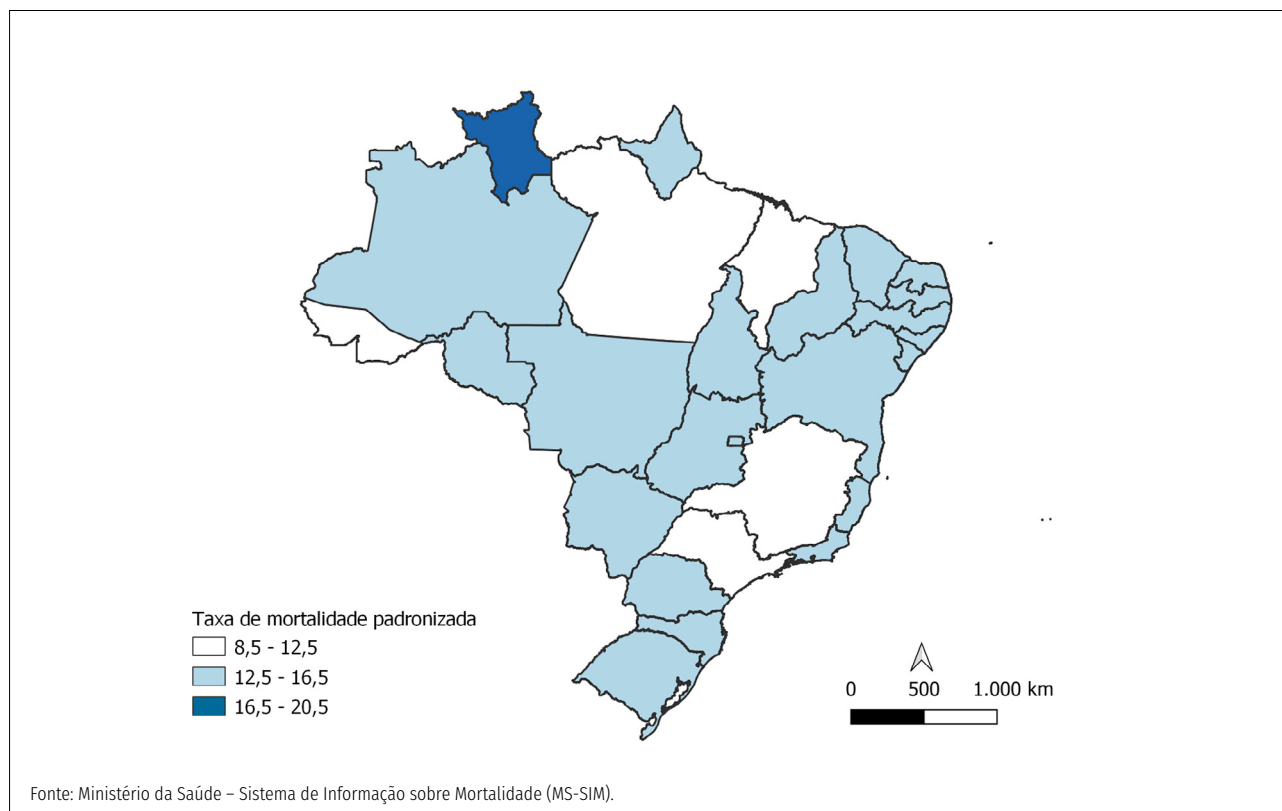 Taxa de mortalidade padronizada
8,5 - 12,5
12,5 - 16,5
16,5 - 20,5
0 500 1.000 km
Fonte: Ministério da Saúde – Sistema de Informação sobre Mortalidade (MS-SIM).